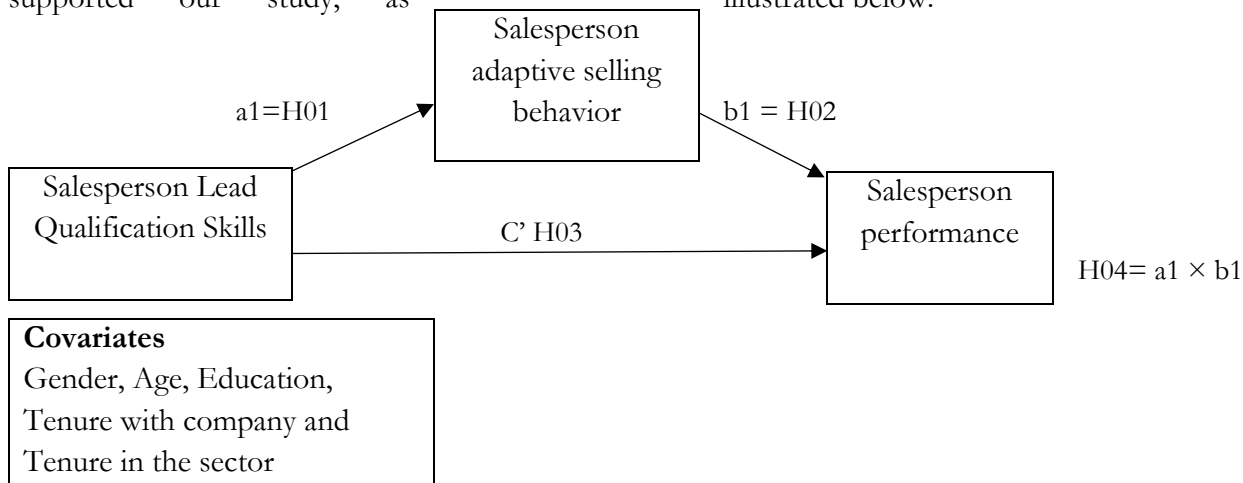 supported our study, as illustrated below.
Salesperson
adaptive selling
behavior
a1=H01
b1 = H02
Salesperson Lead
Qualification Skills
C’ H03
Salesperson
performance
H04= a1 × b1
Covariates
Gender, Age, Education,
Tenure with company and
Tenure in the sector